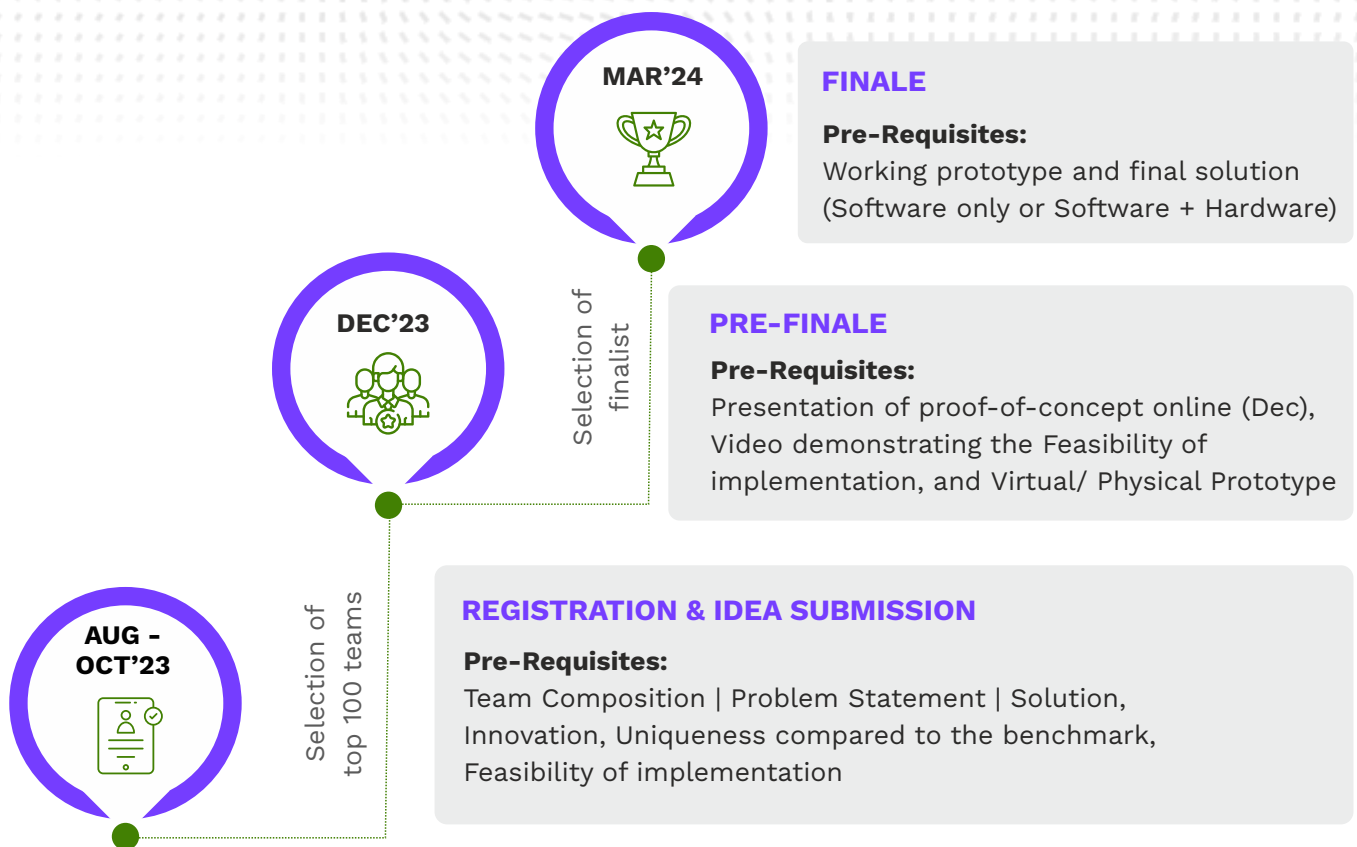 MAR’24
FINALE
Pre-Requisites:
Working prototype and final solution
(Software only or Software + Hardware)
Selection of
finalist
DEC’23
PRE-FINALE
Pre-Requisites:
Presentation of proof-of-concept online (Dec),
Video demonstrating the Feasibility of
implementation, and Virtual/ Physical Prototype
Selection of
top 100 teams
AUG -
OCT’23
REGISTRATION & IDEA SUBMISSION
Pre-Requisites:
Team Composition | Problem Statement | Solution,
Innovation, Uniqueness compared to the benchmark,
Feasibility of implementation